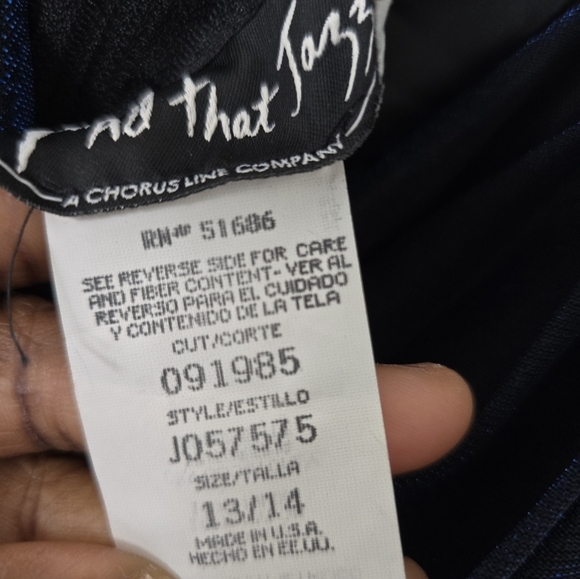 And that Jazz
A CHORUS LINE COMPANY
RN# 51686
SEE REVERSE SIDE FOR CARE
AND FIBER CONTENT-VER AL
REVERSO PARA EL CUIDADO
Y CONTENIDO DE LA TELA
CUT/CORTE
091985
STYLE/ESTILLO
J057575
SIZE/TALLA
13/14
MADE IN U.S.A.
HECHO EN EE.UU.